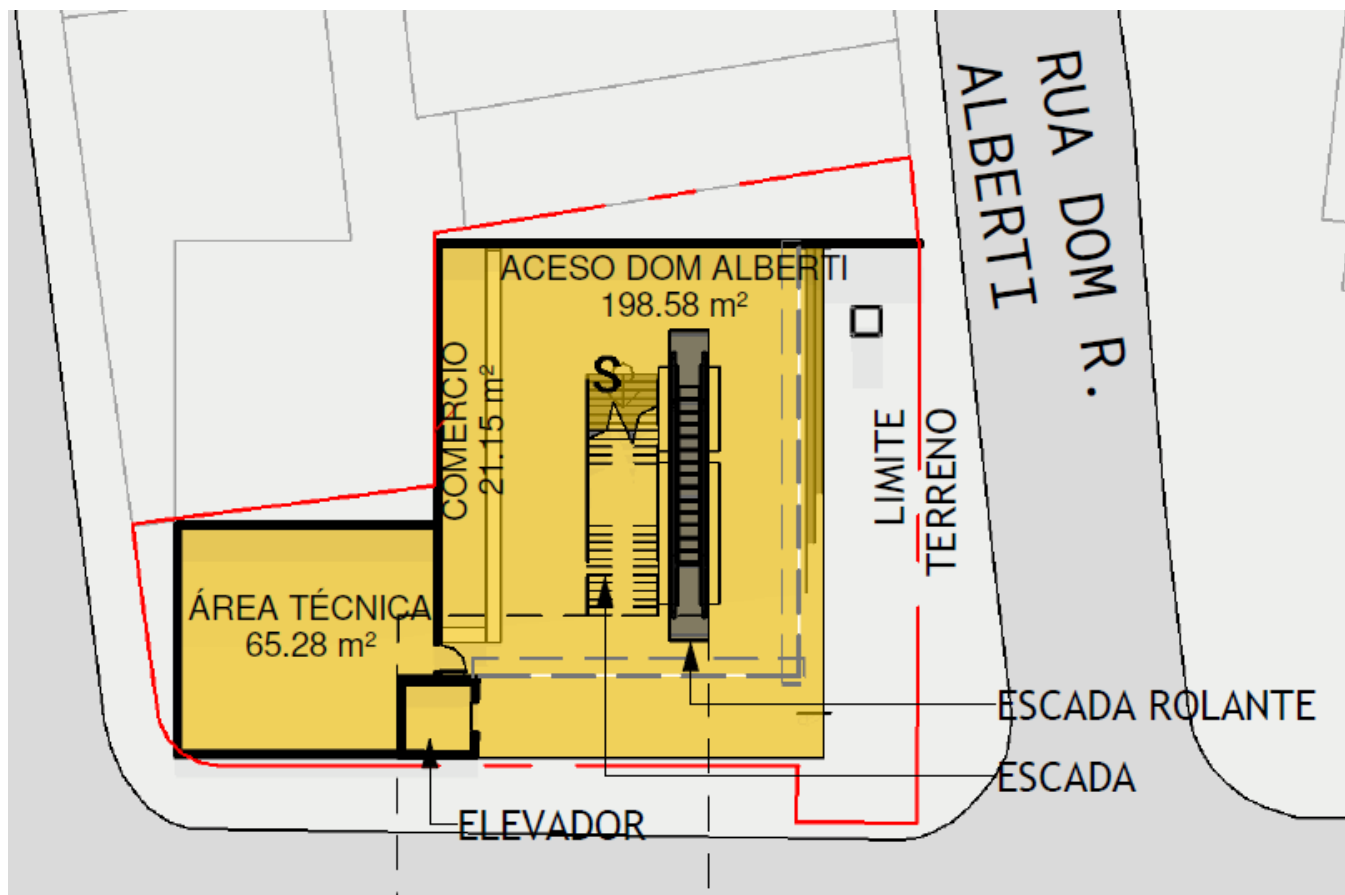 RUA DOM R.
ALBERTI
ACESO DOM ALBERTI
198.58 m²
S
COMÉRCIO
21.15 m²
LIMITE
TERRENO
ÁREA TÉCNICA
65.28 m²
ESCADA ROLANTE
ESCADA
ELEVADOR